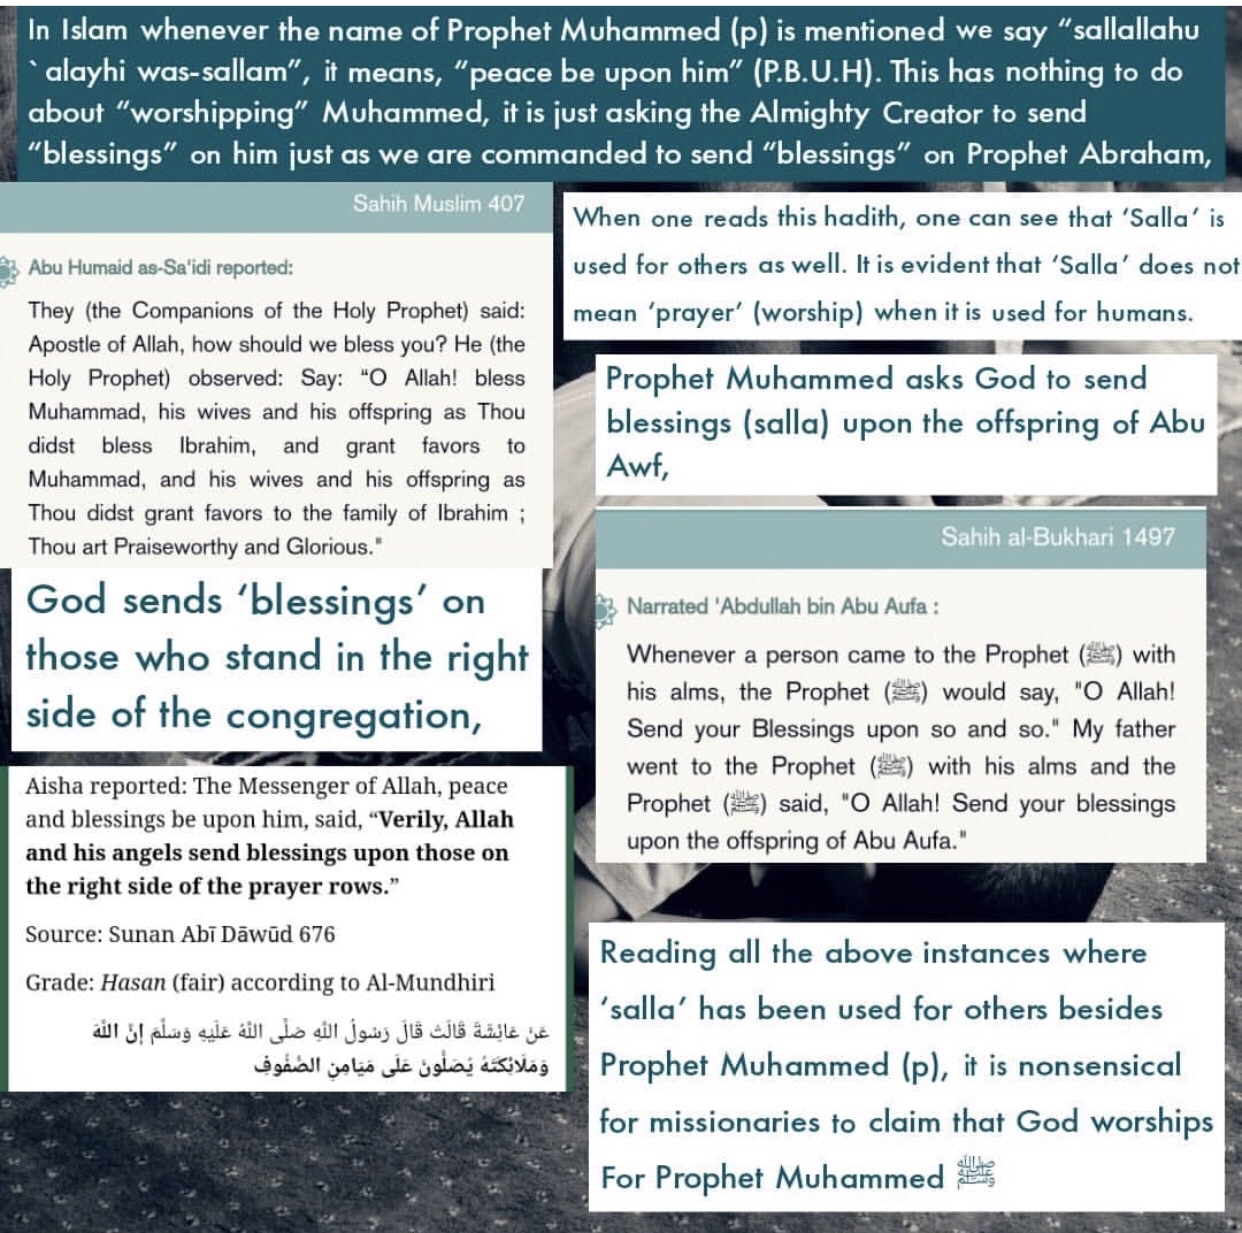 In Islam whenever the name of Prophet Muhammed (p) is mentioned we say “sallallahu
`alayhi was-sallam”, it means, “peace be upon him” (P.B.U.H). This has nothing to do
about “worshipping” Muhammed, it is just asking the Almighty Creator to send
“blessings” on him just as we are commanded to send “blessings” on Prophet Abraham,
Sahih Muslim 407
Abu Humaid as-Sa'idi reported:
They (the Companions of the Holy Prophet) said:
Apostle of Allah, how should we bless you? He (the
Holy Prophet) observed: Say: "O Allah! bless
Muhammad, his wives and his offspring as Thou
didst bless Ibrahim, and grant favors to
Muhammad, and his wives and his offspring as
Thou didst grant favors to the family of Ibrahim ;
Thou art Praiseworthy and Glorious."
When one reads this hadith, one can see that ‘Salla’ is
used for others as well. It is evident that ‘Salla’ does not
mean ‘prayer’ (worship) when it is used for humans.
Prophet Muhammed asks God to send
blessings (salla) upon the offspring of Abu
Awf,
Sahih al-Bukhari 1497
Narrated 'Abdullah bin Abu Aufa :
Whenever a person came to the Prophet (ﷺ) with
his alms, the Prophet (ﷺ) would say, "O Allah!
Send your Blessings upon so and so." My father
went to the Prophet (ﷺ) with his alms and the
Prophet (ﷺ) said, "O Allah! Send your blessings
upon the offspring of Abu Aufa."
God sends ‘blessings’ on
those who stand in the right
side of the congregation,
Aisha reported: The Messenger of Allah, peace
and blessings be upon him, said, “Verily, Allah
and his angels send blessings upon those on
the right side of the prayer rows.”
Source: Sunan Abī Dāwūd 676
Grade: Hasan (fair) according to Al-Mundhiri
عَنْ عَائِشَةَ قَالَتْ قَالَ رَسُولُ اللَّهِ صَلَّى اللَّهُ عَلَيْهِ وَسَلَّمَ إِنَّ اللَّهَ
وَمَلَائِكَتَهُ يُصَلُّونَ عَلَى مَيَامِنِ الصُّفُوفِ
Reading all the above instances where
‘salla’ has been used for others besides
Prophet Muhammed (p), it is nonsensical
for missionaries to claim that God worships
For Prophet Muhammed ﷺ